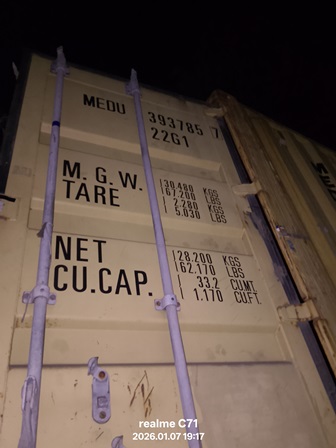 MEDU 393785 7
22G1
M.G.W. 30.480 KGS
67.200 LBS
TARE 2.280 KGS
5.030 LBS
NET 28.200 KGS
62.170 LBS
CU.CAP. 33.2 CU.MT.
1.170 CU.FT.
realme C71
2026.01.07 19:17